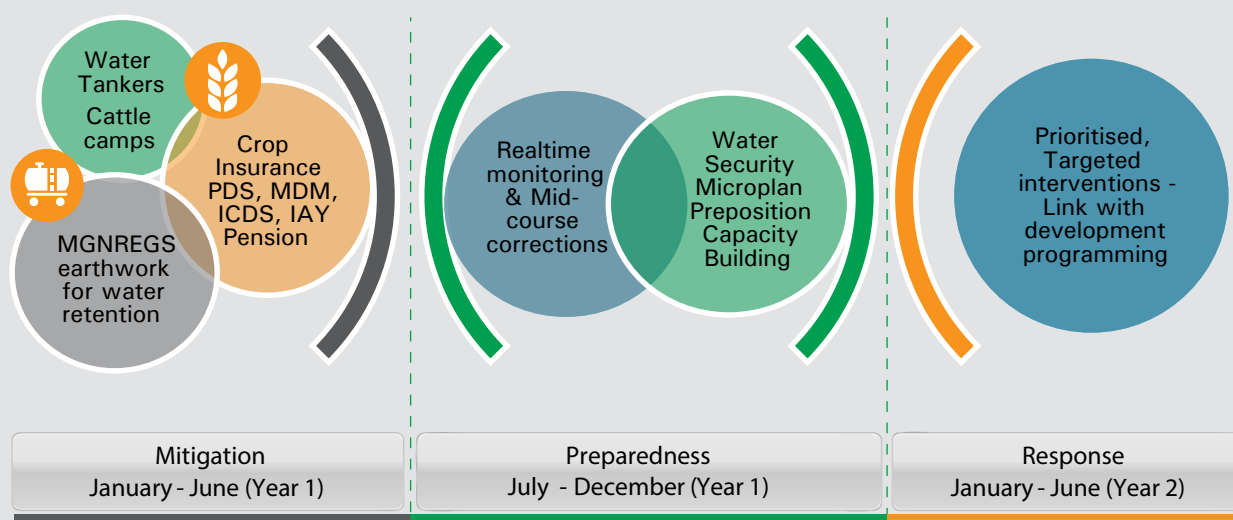 Water
Tankers
Cattle
camps
Crop
Insurance
PDS, MDM,
ICDS, IAY
Pension
MGNREGS
earthwork
for water
retention
Realtime
monitoring
& Mid-
course
corrections
Water
Security
Microplan
Preposition
Capacity
Building
Prioritised,
Targeted
interventions -
Link with
development
programming
Mitigation
January - June (Year 1)
Preparedness
July - December (Year 1)
Response
January - June (Year 2)